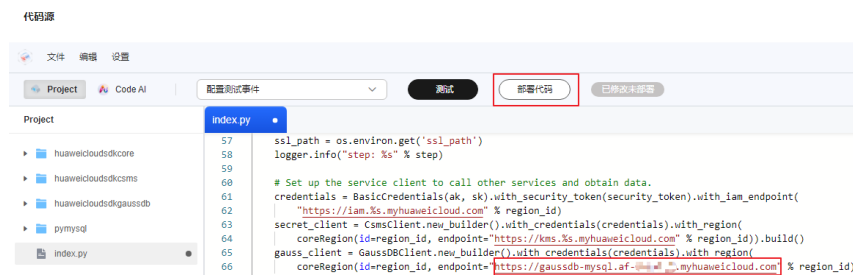 代码源
文件 编辑 设置
Project Code AI 配置测试事件 测试 部署代码 已修改未部署
Project index.py
57 ssl_path = os.environ.get('ssl_path')
huaweicloudsdkcore 58 logger.info("step: %s" % step)
59
huaweicloudsdkcsms 60 # Set up the service client to call other services and obtain data.
61 credentials = BasicCredentials(ak, sk).with_security_token(security_token).with_iam_endpoint(
huaweicloudsdkgaussdb 62 "https://iam.%s.myhuaweicloud.com" % region_id)
63 secret_client = CsmsClient.new_builder().with_credentials(credentials).with_region(
pymysql 64 coreRegion(id=region_id, endpoint="https://kms.%s.myhuaweicloud.com" % region_id)).build()
65 gauss_client = GaussDBClient.new_builder().with_credentials(credentials).with_region(
index.py 66 coreRegion(id=region_id, endpoint="https://gaussdb-mysql.af- .myhuaweicloud.com" % region_id)